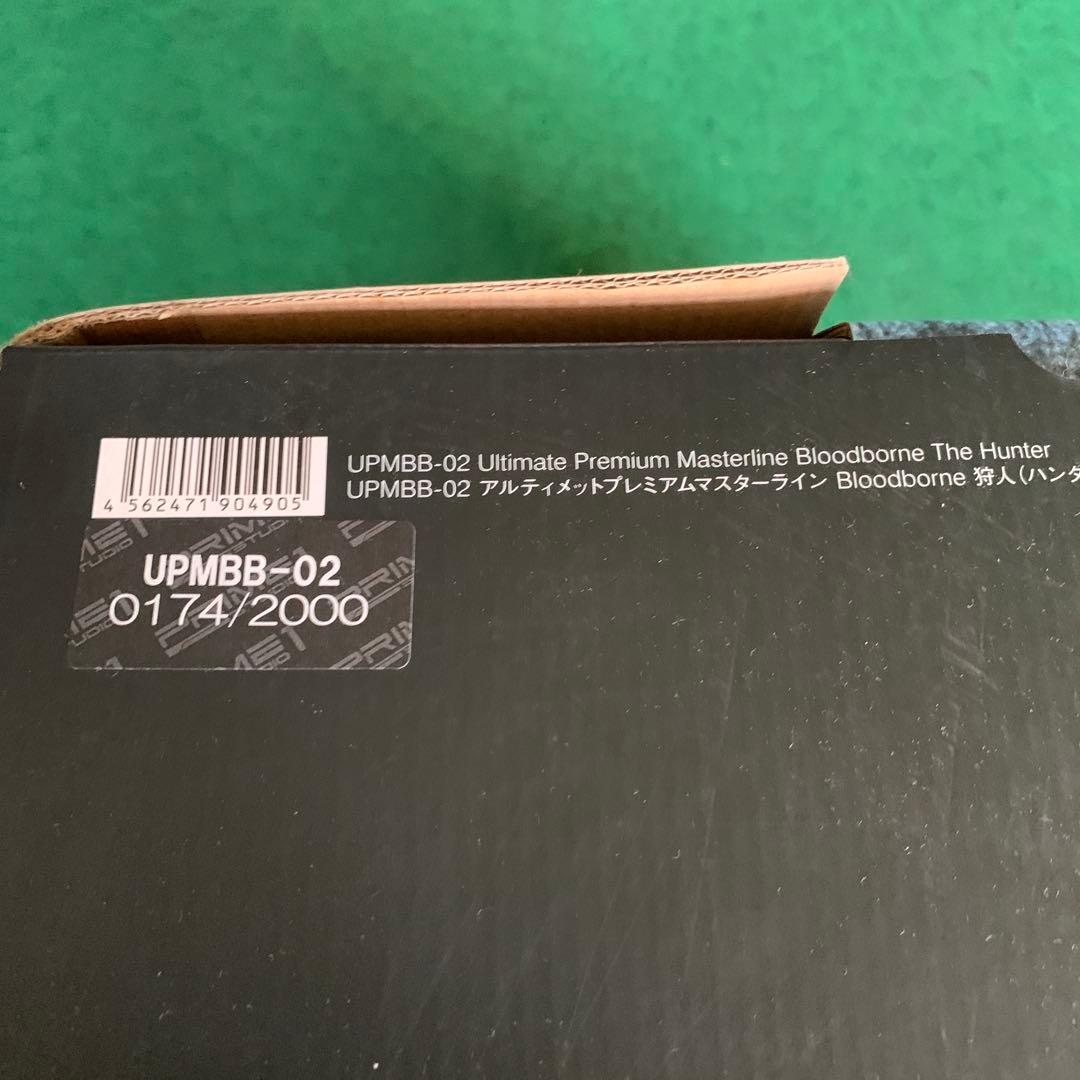 4 562471 904905
UPMBB-02 Ultimate Premium Masterline Bloodborne The Hunter
UPMBB-02 アルティメットプレミアムマスターライン Bloodborne 狩人(ハンタ
UPMBB-02
0174/2000